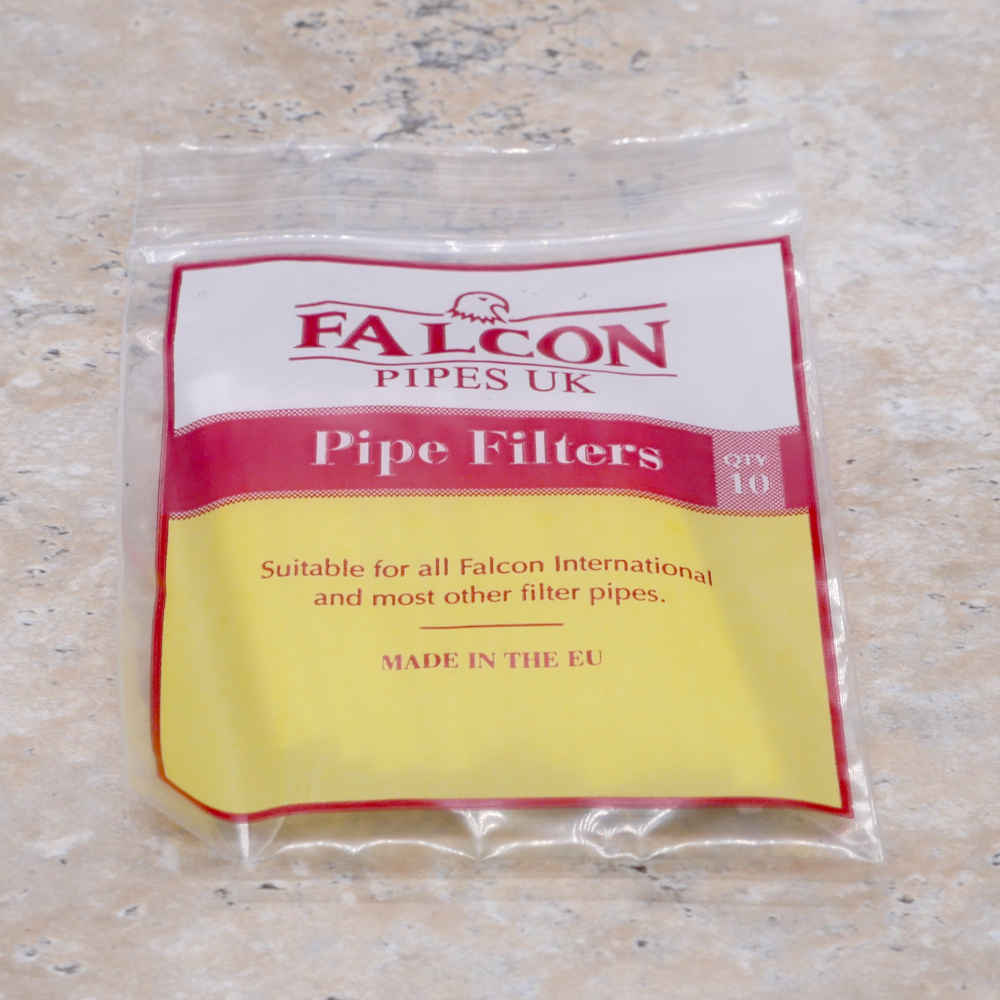 FALCON
PIPES UK
Pipe Filters
QTY
10
Suitable for all Falcon International
and most other filter pipes.
MADE IN THE EU